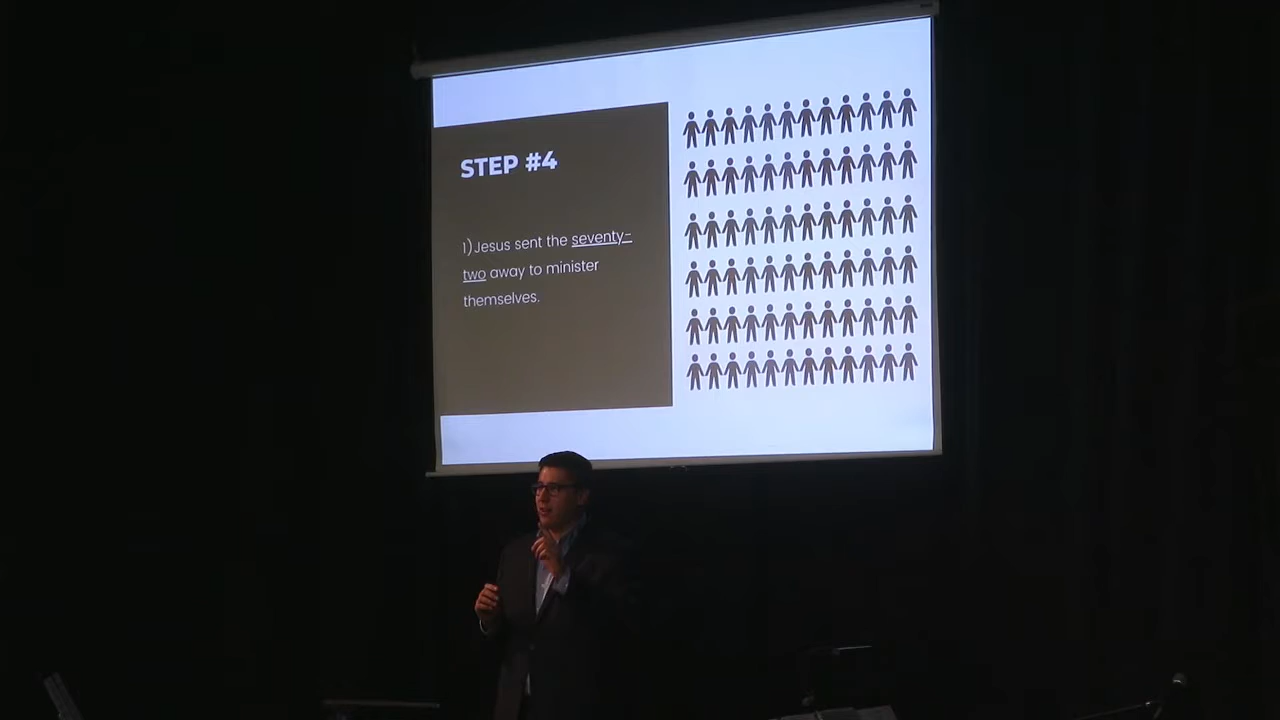 STEP #4
1)Jesus sent the seventy-
two away to minister
themselves.